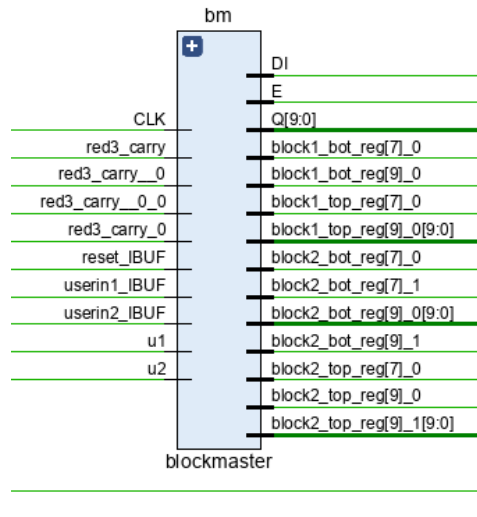 bm
DI
E
CLK
Q[9:0]
red3_carry
block1_bot_reg[7]_0
red3_carry__0
block1_bot_reg[9]_0
red3_carry__0_0
block1_top_reg[7]_0
red3_carry_0
block1_top_reg[9]_0[9:0]
reset_IBUF
block2_bot_reg[7]_0
userin1_IBUF
block2_bot_reg[7]_1
userin2_IBUF
block2_bot_reg[9]_0[9:0]
u1
block2_bot_reg[9]_1
u2
block2_top_reg[7]_0
block2_top_reg[9]_0
block2_top_reg[9]_1[9:0]
blockmaster